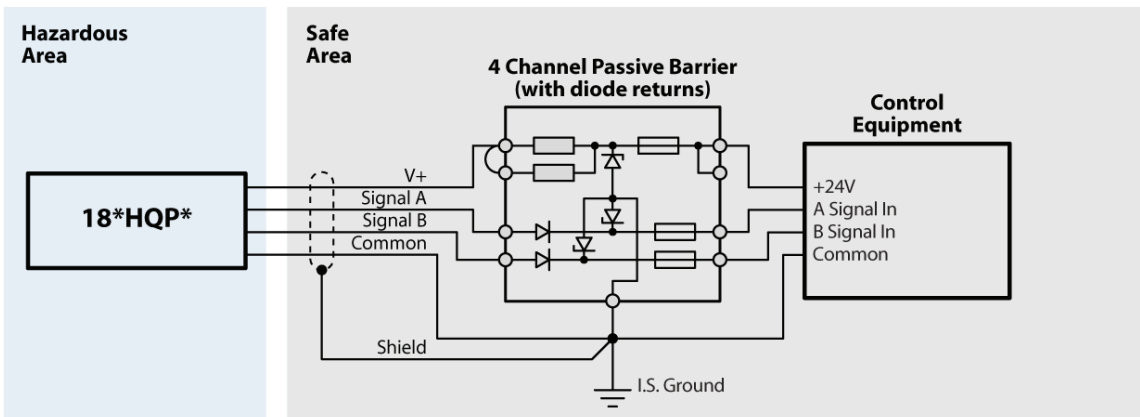 Hazardous
Area
Safe
Area
4 Channel Passive Barrier
(with diode returns)
Control
Equipment
18*HQP*
V+
Signal A
Signal B
Common
Shield
+24V
A Signal In
B Signal In
Common
I.S. Ground